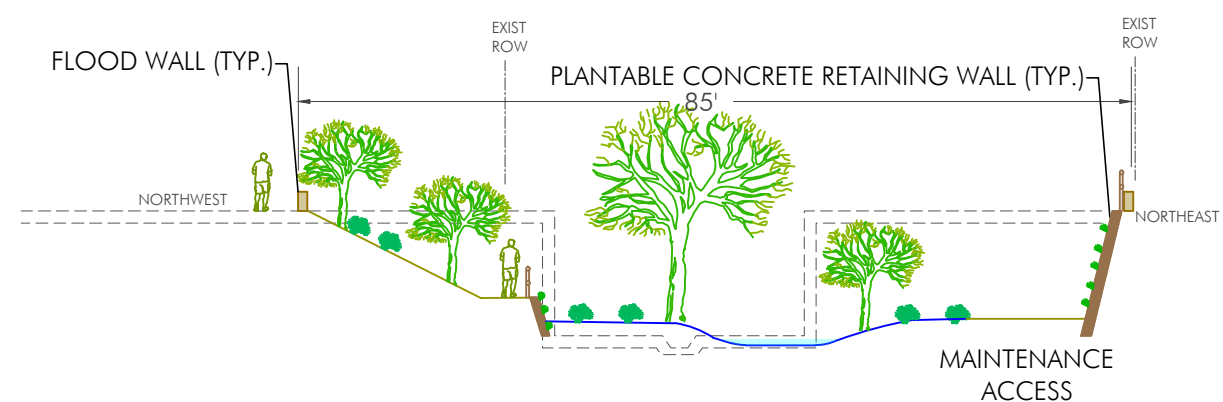 EXIST
ROW
EXIST
ROW
FLOOD WALL (TYP.)
PLANTABLE CONCRETE RETAINING WALL (TYP.)
85'
NORTHWEST
NORTHEAST
MAINTENANCE
ACCESS